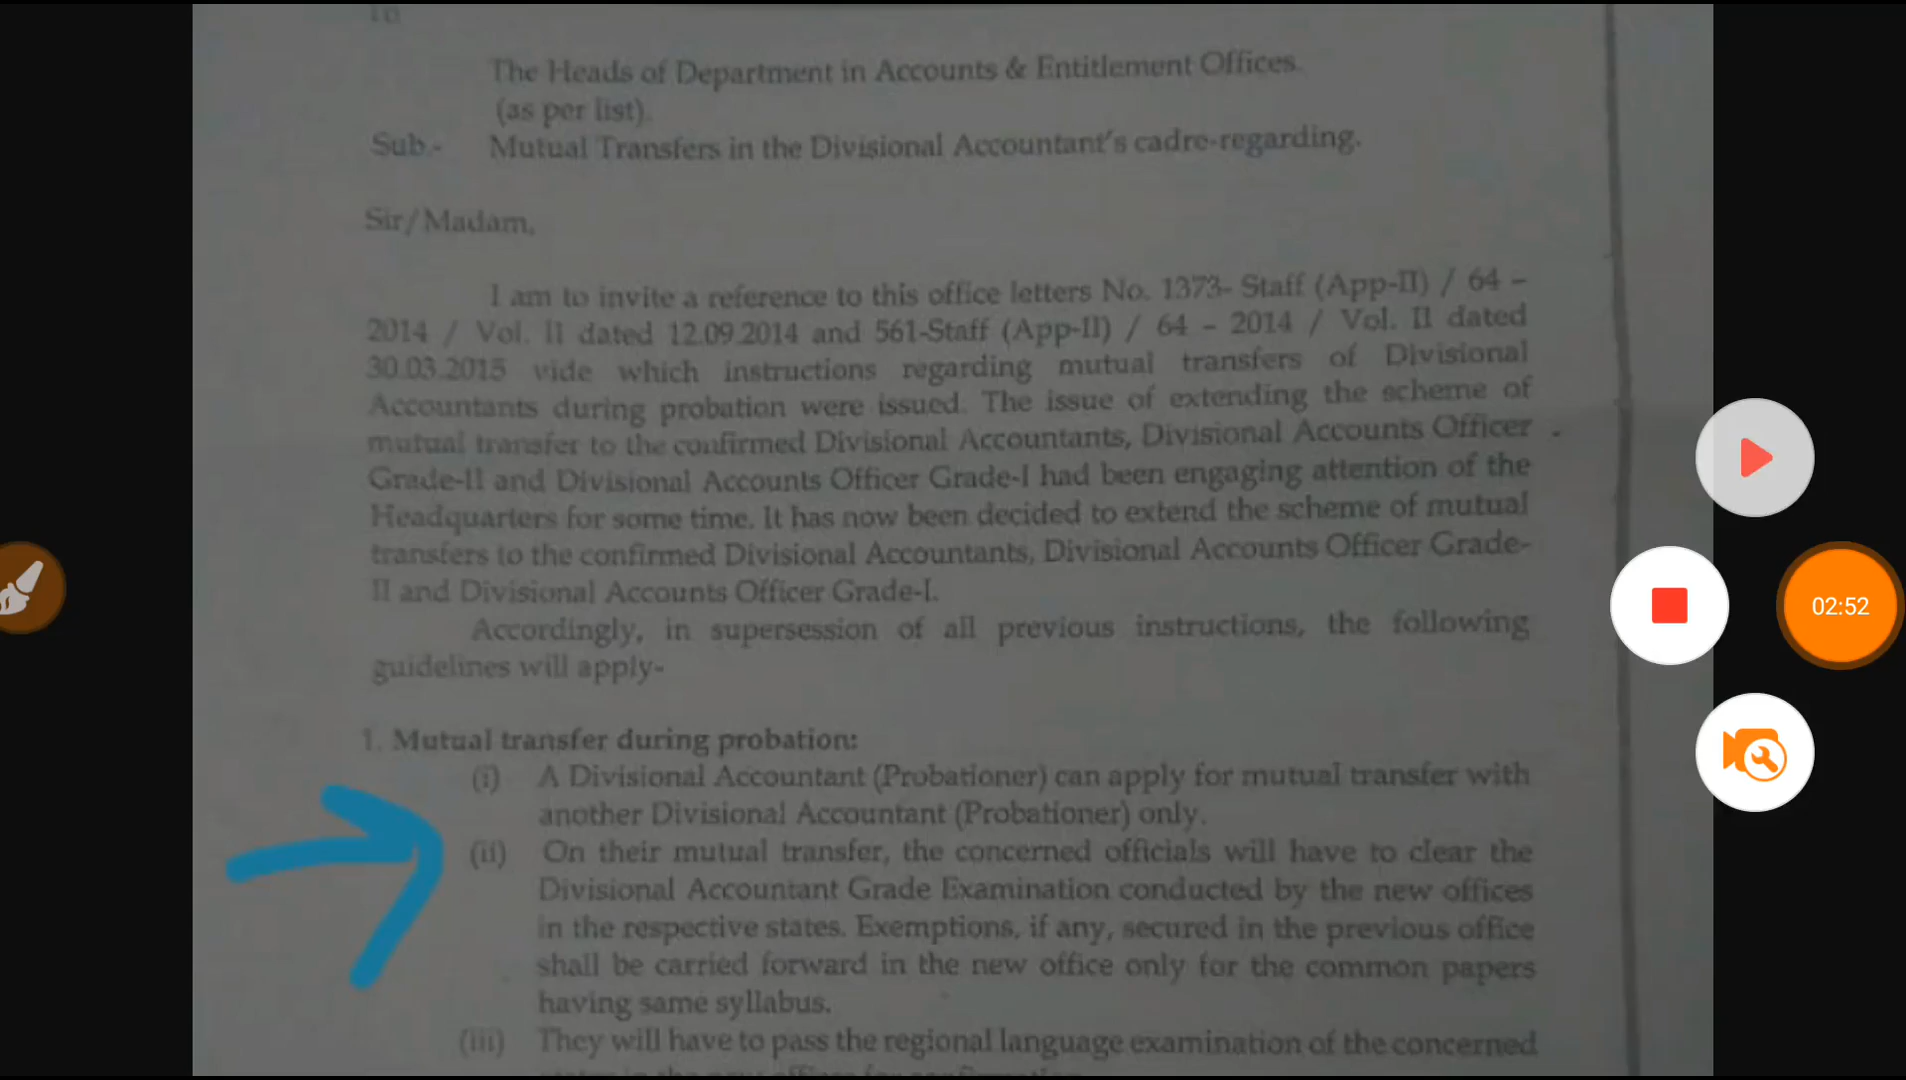 To
The Heads of Department in Accounts & Entitlement Offices.
(as per list).
Sub.- Mutual Transfers in the Divisional Accountant's cadre-regarding.
Sir/Madam,
I am to invite a reference to this office letters No. 1373- Staff (App-II) / 64 –
2014 / Vol. II dated 12.09.2014 and 561-Staff (App-II) / 64 – 2014 / Vol. II dated
30.03.2015 vide which instructions regarding mutual transfers of Divisional
Accountants during probation were issued. The issue of extending the scheme of
mutual transfer to the confirmed Divisional Accountants, Divisional Accounts Officer
Grade-II and Divisional Accounts Officer Grade-I had been engaging attention of the
Headquarters for some time. It has now been decided to extend the scheme of mutual
transfers to the confirmed Divisional Accountants, Divisional Accounts Officer Grade-
II and Divisional Accounts Officer Grade-I.
Accordingly, in supersession of all previous instructions, the following
guidelines will apply-
1. Mutual transfer during probation:
(i) A Divisional Accountant (Probationer) can apply for mutual transfer with
another Divisional Accountant (Probationer) only.
(ii) On their mutual transfer, the concerned officials will have to clear the
Divisional Accountant Grade Examination conducted by the new offices
in the respective states. Exemptions, if any, secured in the previous office
shall be carried forward in the new office only for the common papers
having same syllabus.
(iii) They will have to pass the regional language examination of the concerned
02:52